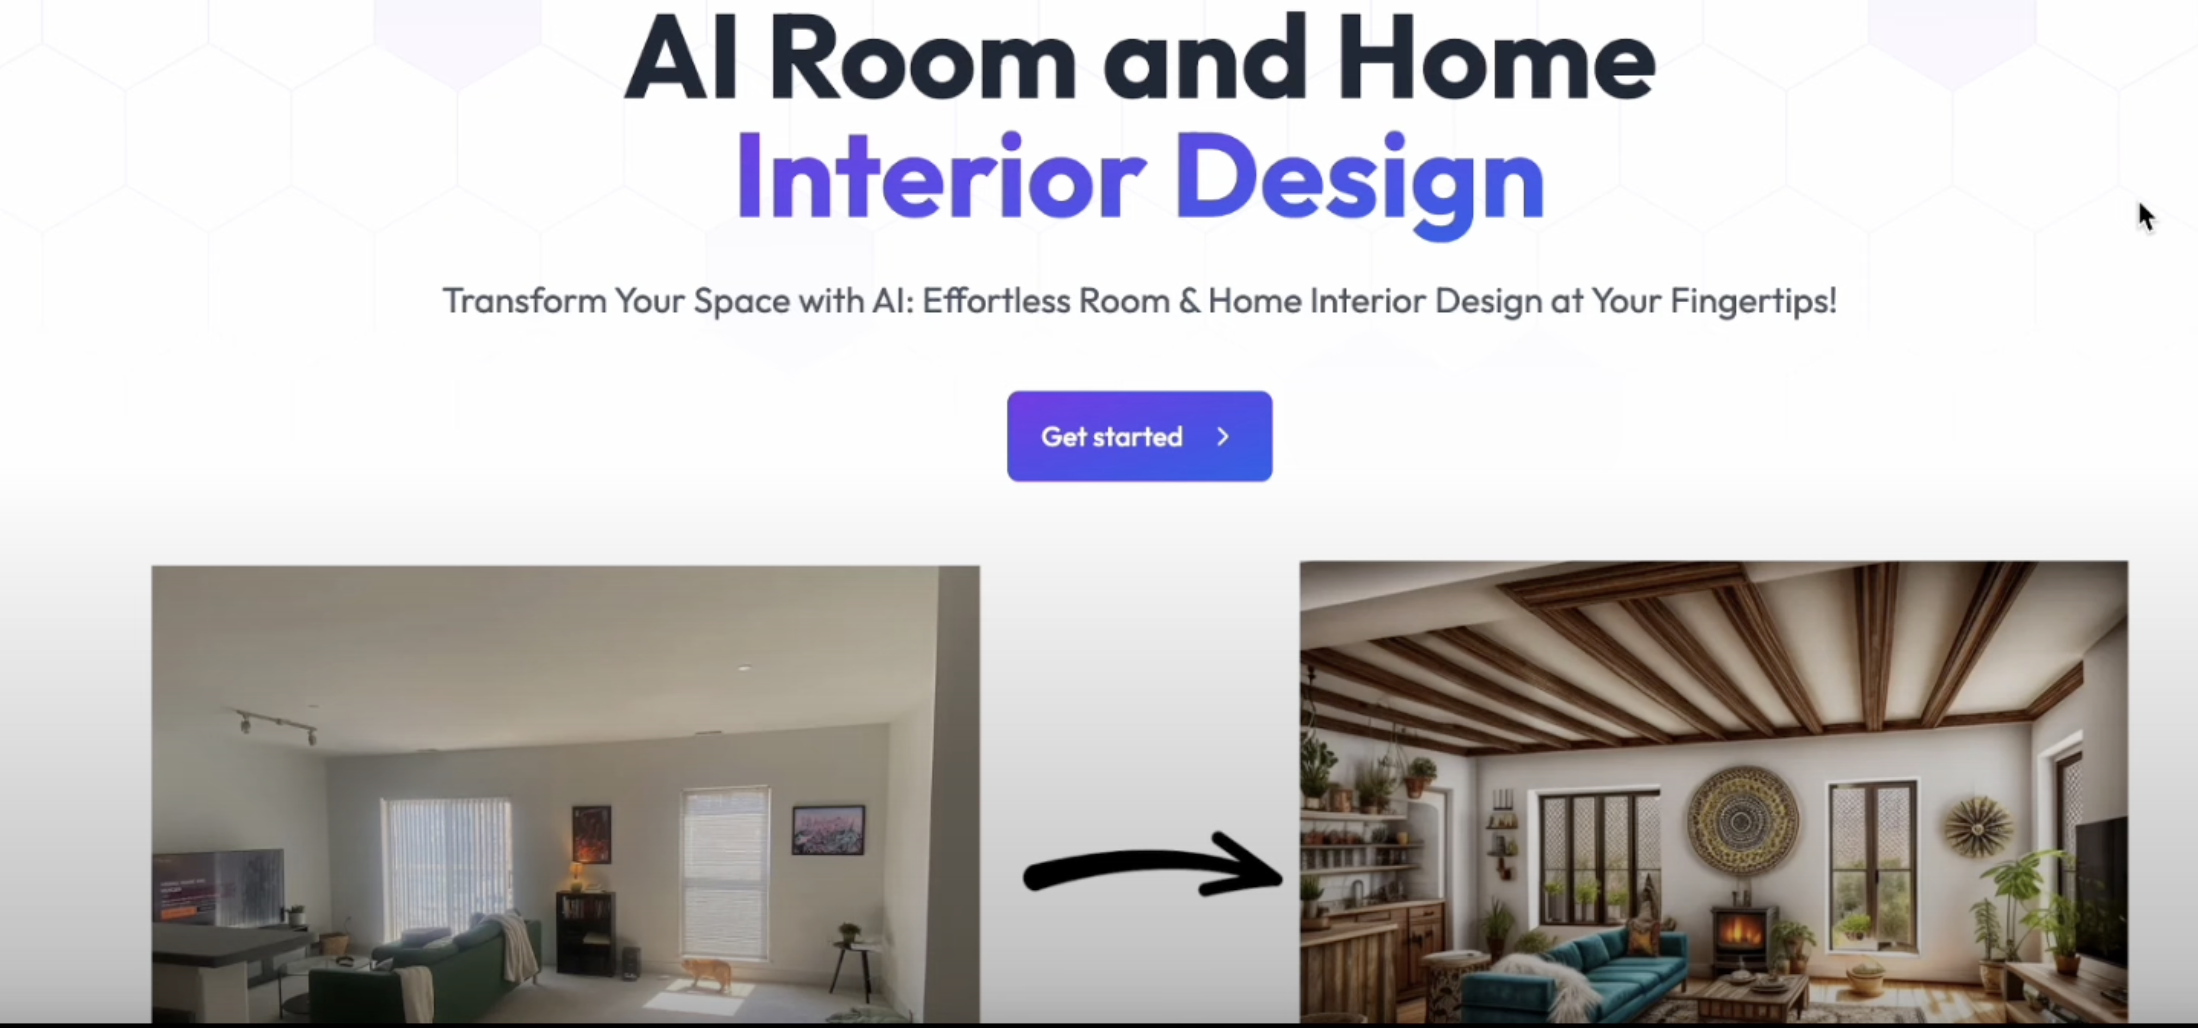 AI Room and Home
Interior Design
Transform Your Space with AI: Effortless Room & Home Interior Design at Your Fingertips!
Get started